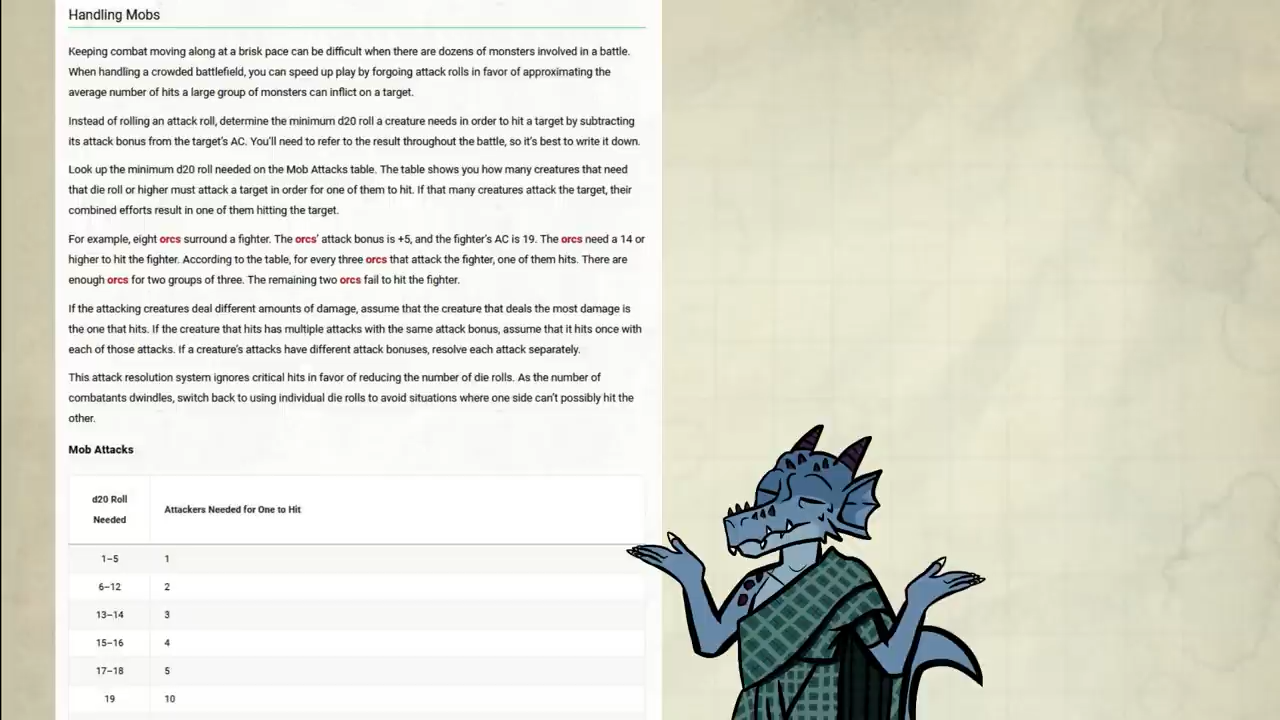 Handling Mobs
Keeping combat moving along at a brisk pace can be difficult when there are dozens of monsters involved in a battle.
When handling a crowded battlefield, you can speed up play by forgoing attack rolls in favor of approximating the
average number of hits a large group of monsters can inflict on a target.
Instead of rolling an attack roll, determine the minimum d20 roll a creature needs in order to hit a target by subtracting
its attack bonus from the target's AC. You'll need to refer to the result throughout the battle, so it's best to write it down.
Look up the minimum d20 roll needed on the Mob Attacks table. The table shows you how many creatures that need
that die roll or higher must attack a target in order for one of them to hit. If that many creatures attack the target, their
combined efforts result in one of them hitting the target.
For example, eight orcs surround a fighter. The orcs' attack bonus is +5, and the fighter's AC is 19. The orcs need a 14 or
higher to hit the fighter. According to the table, for every three orcs that attack the fighter, one of them hits. There are
enough orcs for two groups of three. The remaining two orcs fail to hit the fighter.
If the attacking creatures deal different amounts of damage, assume that the creature that deals the most damage is
the one that hits. If the creature that hits has multiple attacks with the same attack bonus, assume that it hits once with
each of those attacks. If a creature's attacks have different attack bonuses, resolve each attack separately.
This attack resolution system ignores critical hits in favor of reducing the number of die rolls. As the number of
combatants dwindles, switch back to using individual die rolls to avoid situations where one side can't possibly hit the
other.
Mob Attacks
d20 Roll
Needed
Attackers Needed for One to Hit
1–5 1
6–12 2
13–14 3
15–16 4
17–18 5
19 10